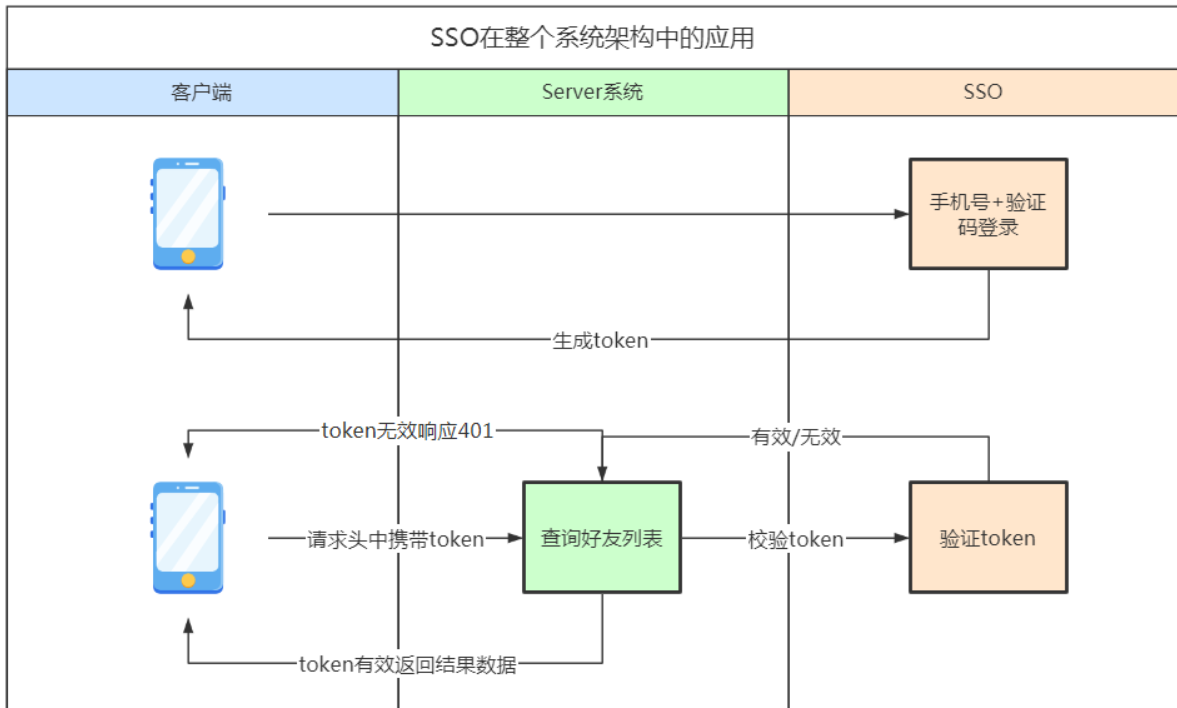 SSO在整个系统架构中的应用
客户端
Server系统
SSO
手机号+验证
码登录
生成token
token无效响应401
有效/无效
请求头中携带token
查询好友列表
校验token
验证token
token有效返回结果数据